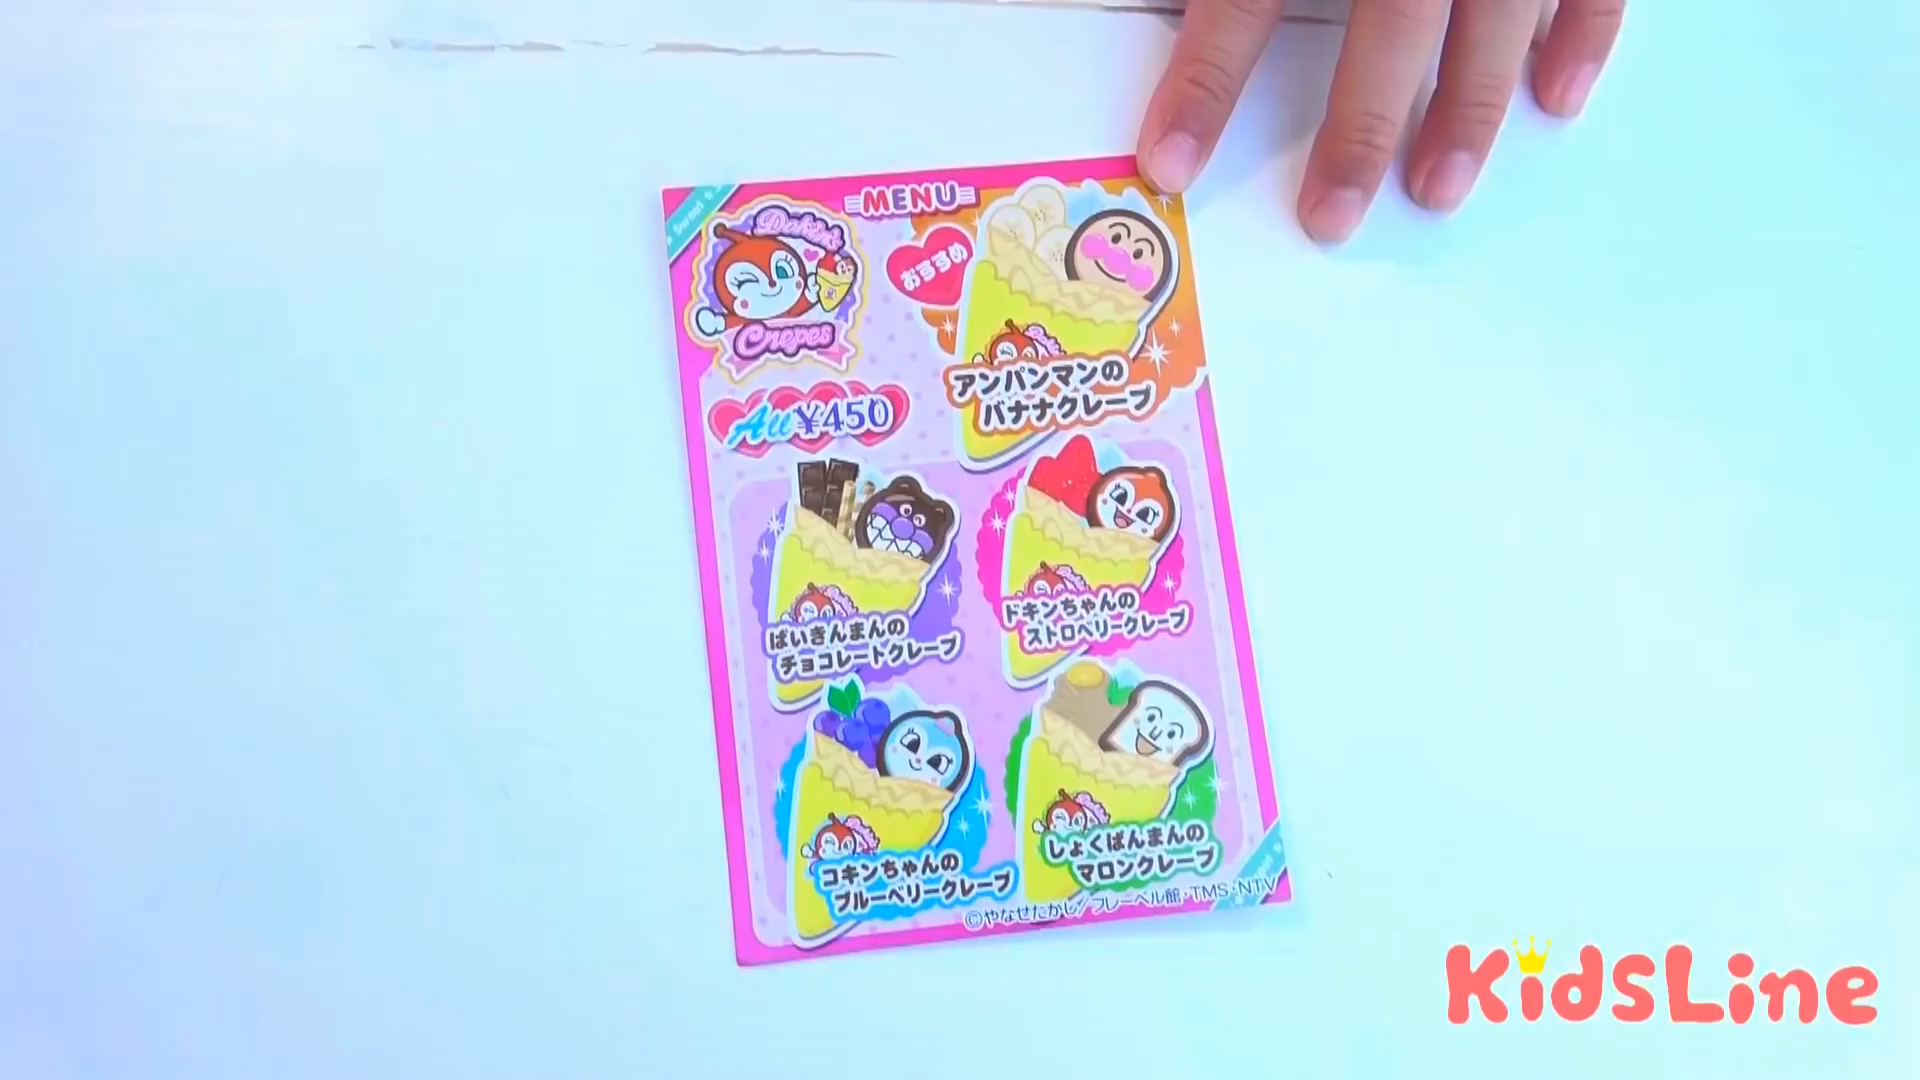 Sweet
MENU
Dokin's
Crepes
おすすめ
アンパンマンの
バナナクレープ
All ¥450
ばいきんまんの
チョコレートクレープ
ドキンちゃんの
ストロベリークレープ
コキンちゃんの
ブルーベリークレープ
しょくぱんまんの
マロンクレープ
©やなせたかし/フレーベル館・TMS・NTV
KidsLine